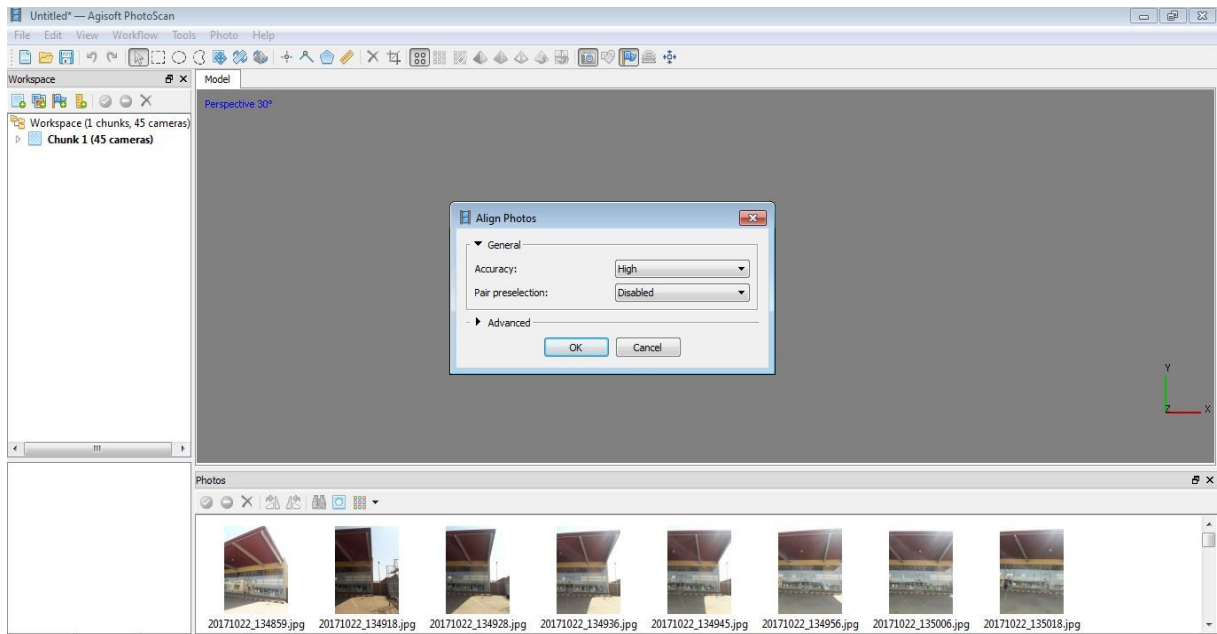 Untitled* — Agisoft PhotoScan
File Edit View Workflow Tools Photo Help
Workspace
Model
Perspective 30°
Workspace (1 chunks, 45 cameras)
Chunk 1 (45 cameras)
Align Photos
General
Accuracy: High
Pair preselection: Disabled
Advanced
OK Cancel
Y
Z X
Photos
20171022_134859.jpg 20171022_134918.jpg 20171022_134928.jpg 20171022_134936.jpg 20171022_134945.jpg 20171022_134956.jpg 20171022_135006.jpg 20171022_135018.jpg